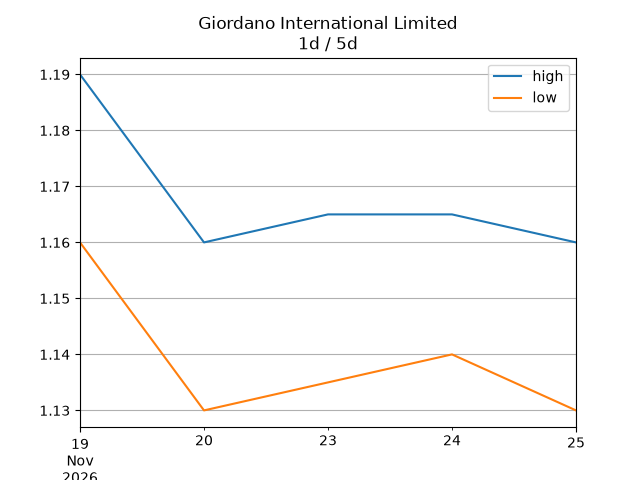 Giordano International Limited
1d / 5d
high
low
1.19
1.18
1.17
1.16
1.15
1.14
1.13
19
Nov
2026
20
23
24
25